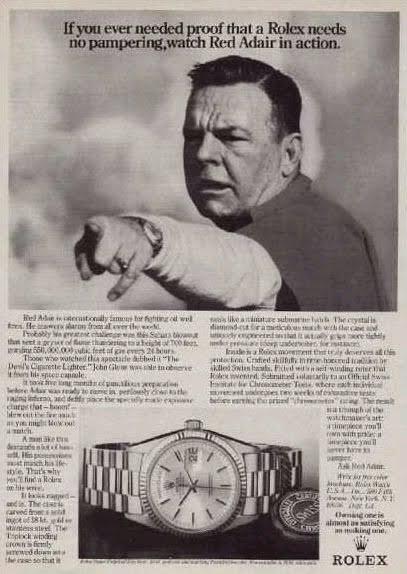 If you ever needed proof that a Rolex needs
no pampering, watch Red Adair in action.
Red Adair is internationally famous for fighting oil well
fires. He answers alarms from all over the world.
Probably his greatest challenge was this Sahara blowout
that sent a geyser of flame thundering to a height of 700 feet,
gorging 550,000,000 cubic feet of gas every 24 hours.
Those who watched this spectacle dubbed it "The
Devil's Cigarette Lighter." John Glenn was able to observe
it from his space capsule.
It took five long months of punctilious preparation
before Adair was ready to move in, perilously close to the
raging inferno, and deftly place the specially made explosive
charge that—boom!—
blew out the fire much
as you might blow out
a match.
A man like this
demands a lot of him-
self. His possessions
must match his life-
style. That's why
you'll find a Rolex
on his wrist.
It looks rugged—
and is. The case is
carved from a solid
ingot of 18 kt. gold or
stainless steel. The
Triplock winding
crown is firmly
screwed down onto
the case so that it
seals like a miniature submarine hatch. The crystal is
diamond-cut for a meticulous match with the case and
uniquely engineered so that it actually grips more tightly
under pressure (deep underwater, for instance).
Inside is a Rolex movement that truly deserves all this
protection. Crafted skillfully in time-honored tradition by
skilled Swiss hands. Fitted with a self-winding rotor that
Rolex invented. Submitted voluntarily to an Official Swiss
Institute for Chronometer Tests, where each individual
movement undergoes two weeks of exhaustive tests
before earning the prized "chronometer" rating. The result
is a triumph of the
watchmaker's art:
a timepiece you'll
own with pride; a
timepiece you'll
never have to
pamper.
Ask Red Adair.
Write for free color
brochure. Rolex Watch
U.S.A., Inc., 580 Fifth
Avenue, New York, N.Y.
10036
Owning one is
almost as satisfying
as making one.
ROLEX